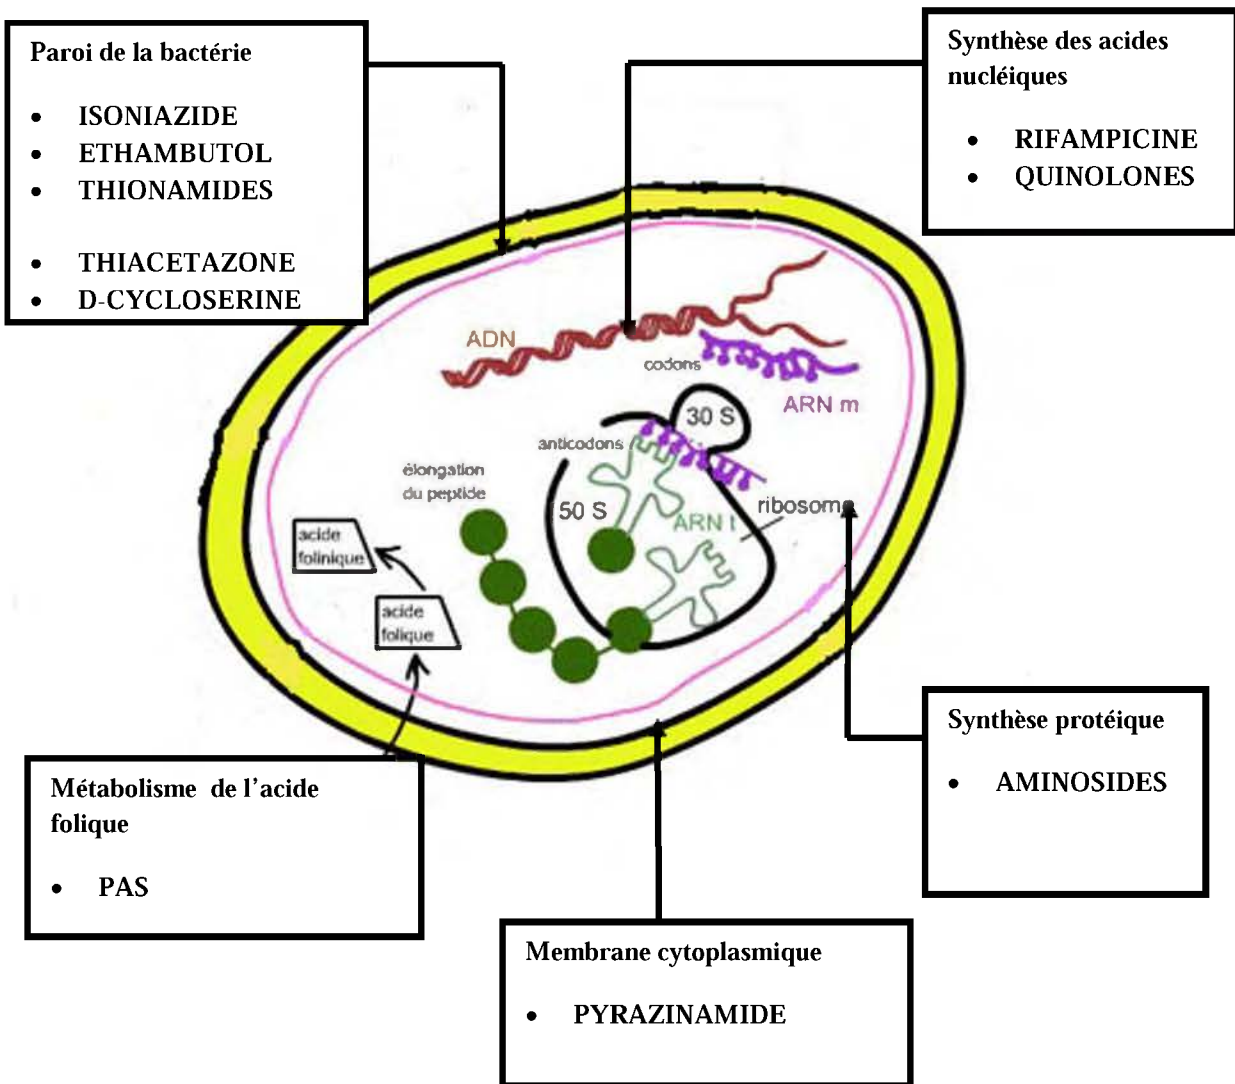 Paroi de la bactérie
• ISONIAZIDE
• ETHAMBUTOL
• THIONAMIDES
• THIACETAZONE
• D-CYCLOSERINE
Synthèse des acides
nucléiques
• RIFAMPICINE
• QUINOLONES
ADN
codons
ARN m
30 S
anticodons
élongation
du peptide
50 S
ARN t
ribosome
acide
folinique
acide
folique
Synthèse protéique
• AMINOSIDES
Métabolisme de l’acide
folique
• PAS
Membrane cytoplasmique
• PYRAZINAMIDE